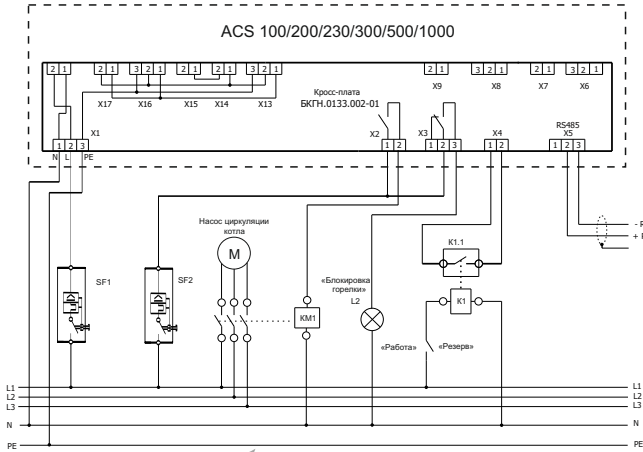 ACS 100/200/230/300/500/1000
2 1 2 1 3 2 1 2 1 2 1 3 2 1 2 1 3 2 1 2 1 3 2 1
X17 X16 X15 X14 X13 X9 X8 X7 X6
Кросс-плата
БКГН.0133.002-01
RS485
X1 X2 X3 X4 X5
1 2 3 1 2 1 2 3 1 2 1 2 3
N L PE
Насос циркуляции
котла
M
K1.1
SF1
SF2
«Блокировка
горелки»
L2
КМ1
К1
«Работа»
«Резерв»
L1 L1
L2 L2
L3 L3
N N
PE PE